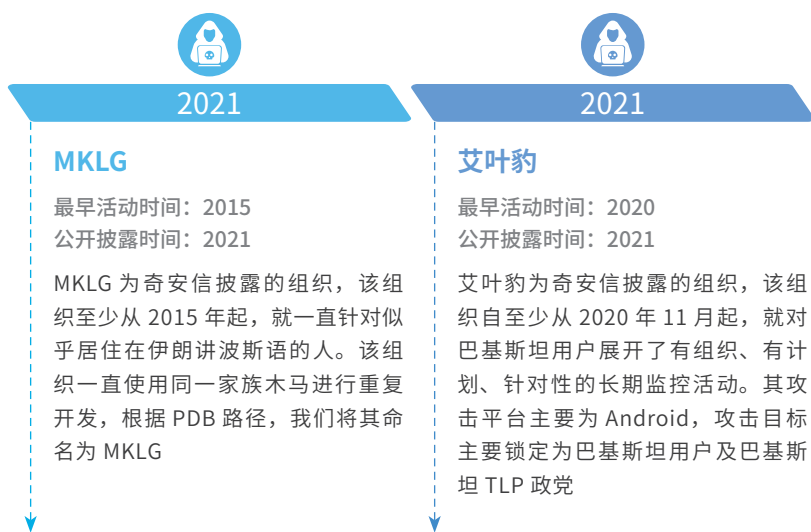 2021
MKLG
最早活动时间：2015
公开披露时间：2021
MKLG 为奇安信披露的组织，该组
织至少从 2015 年起，就一直针对似
乎居住在伊朗讲波斯语的人。该组
织一直使用同一家族木马进行重复
开发，根据 PDB 路径，我们将其命
名为 MKLG
2021
艾叶豹
最早活动时间：2020
公开披露时间：2021
艾叶豹为奇安信披露的组织，该组
织自至少从 2020 年 11 月起，就对
巴基斯坦用户展开了有组织、有计
划、针对性的长期监控活动。其攻
击平台主要为 Android，攻击目标
主要锁定为巴基斯坦用户及巴基斯
坦 TLP 政党